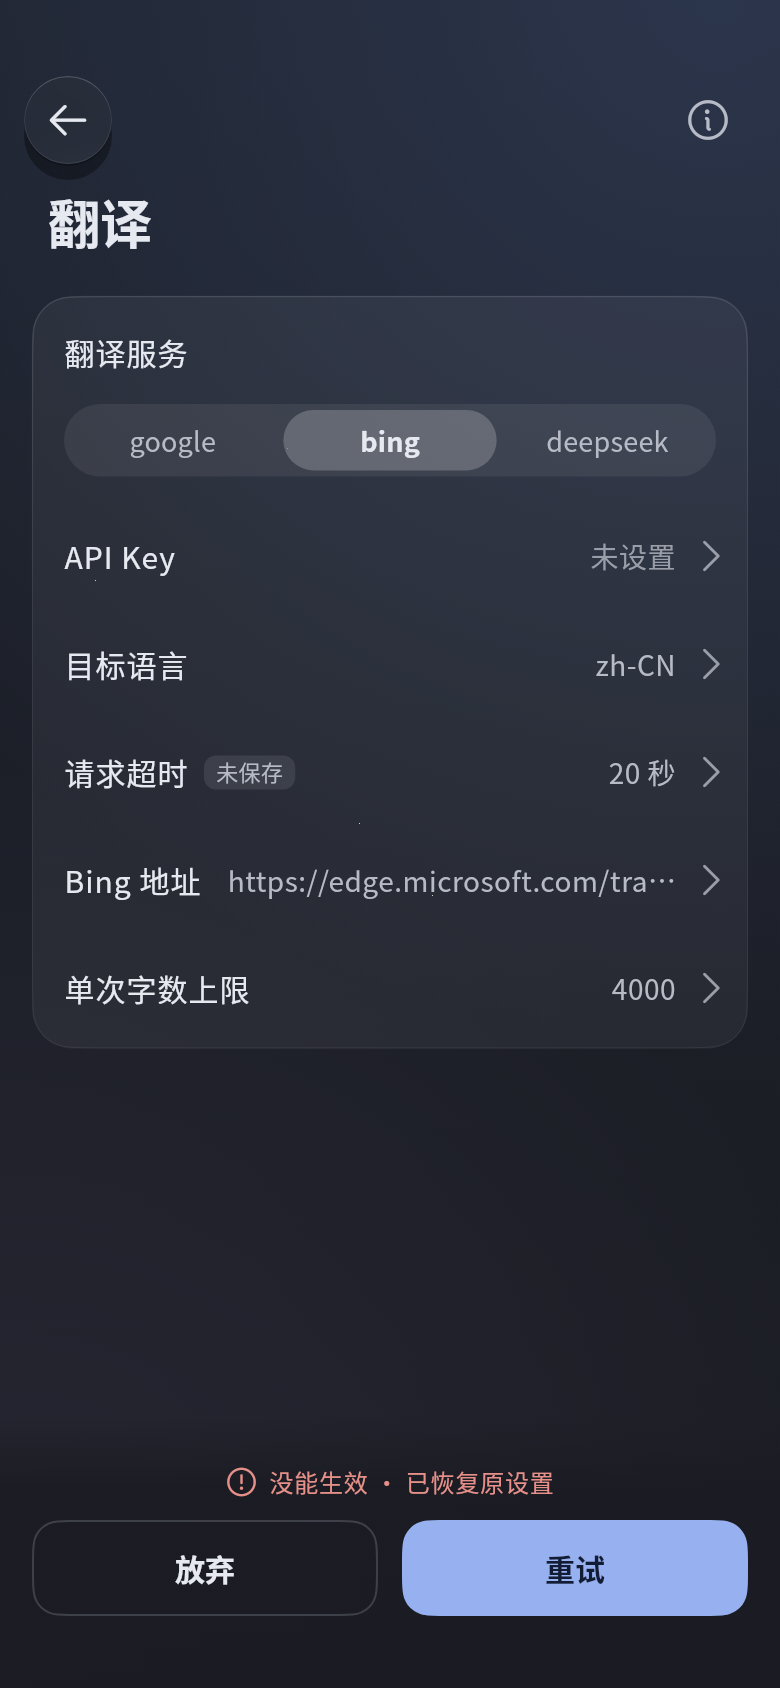 翻译
翻译服务
google bing deepseek
API Key 未设置
目标语言 zh-CN
请求超时 未保存 20 秒
Bing 地址 https://edge.microsoft.com/tra···
单次字数上限 4000
没能生效 · 已恢复原设置
放弃 重试